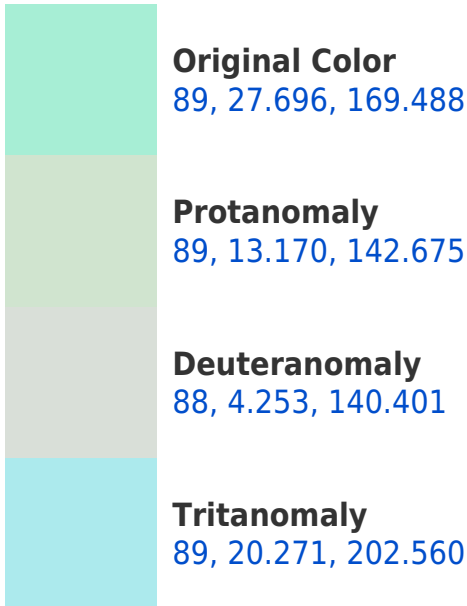 Original Color
89, 27.696, 169.488
Protanomaly
89, 13.170, 142.675
Deuteranomaly
88, 4.253, 140.401
Tritanomaly
89, 20.271, 202.560